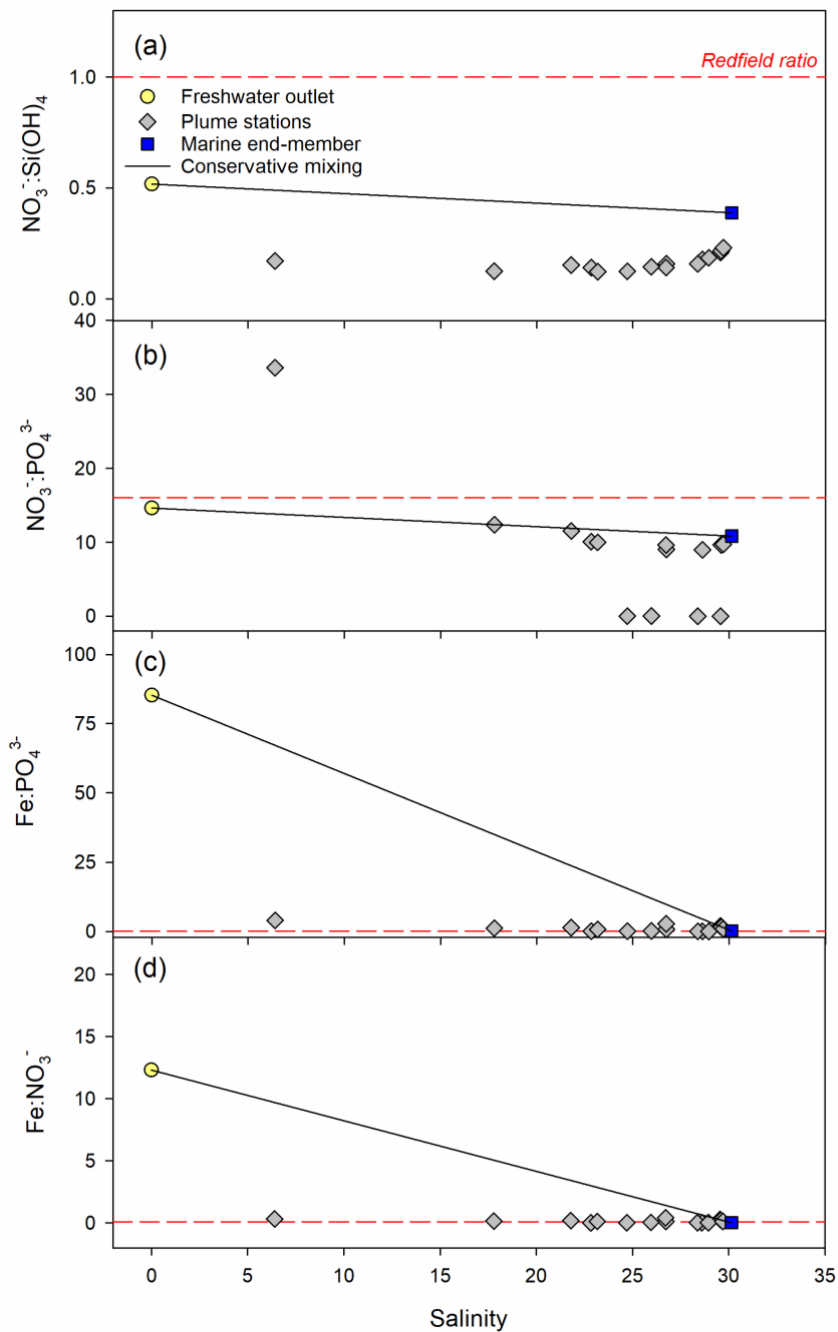 (a)
Redfield ratio
1.0
Freshwater outlet
Plume stations
Marine end-member
Conservative mixing
0.5
0.0
NO₃⁻:Si(OH)₄
40
(b)
30
20
10
0
NO₃⁻:PO₄³⁻
100
(c)
75
50
25
0
Fe:PO₄³⁻
20
(d)
15
10
5
0
Fe:NO₃⁻
0 5 10 15 20 25 30 35
Salinity